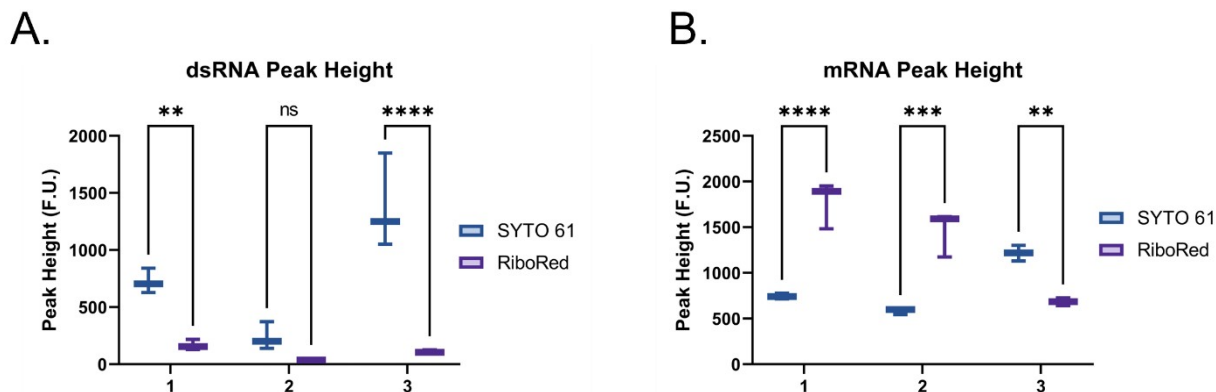 A.
dsRNA Peak Height
** ns ****
Peak Height (F.U.)
2000
1500
1000
500
0
1 2 3
SYTO 61
RiboRed
B.
mRNA Peak Height
**** *** **
Peak Height (F.U.)
2500
2000
1500
1000
500
0
1 2 3
SYTO 61
RiboRed